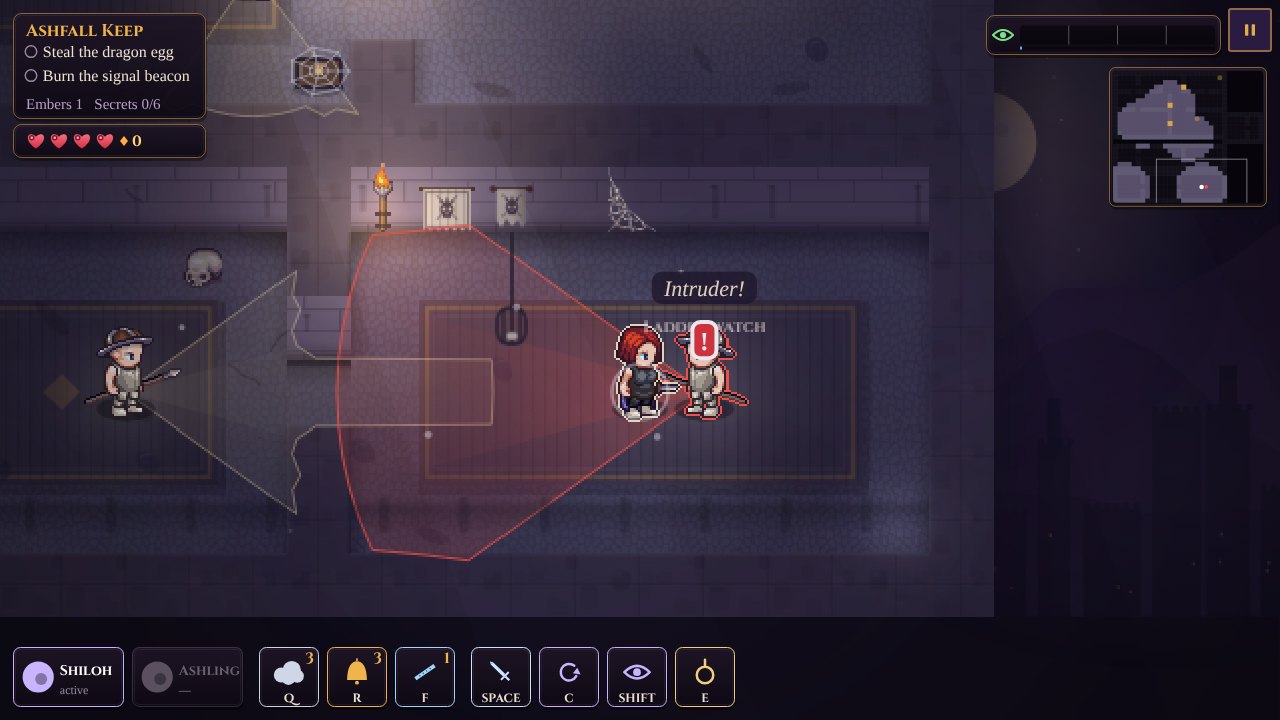 Ashfall Keep
Steal the dragon egg
Burn the signal beacon
Embers 1 Secrets 0/6
0
Intruder!
!
Shiloh
active
Ashling
—
3
Q
3
R
1
F
SPACE
C
SHIFT
E